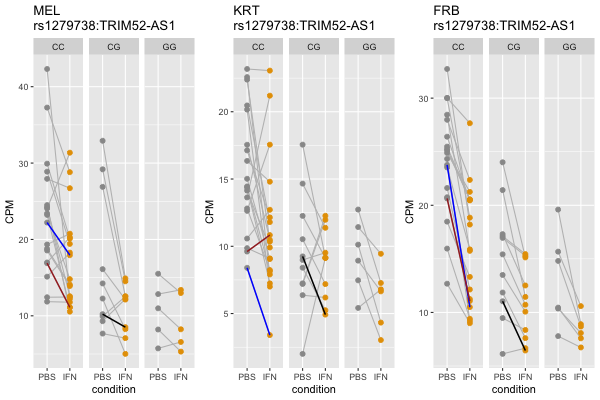 MEL
rs1279738:TRIM52-AS1
CC CG GG
CPM
40
30
20
10
PBS IFN PBS IFN PBS IFN
condition
KRT
rs1279738:TRIM52-AS1
CC CG GG
CPM
20
15
10
5
PBS IFN PBS IFN PBS IFN
condition
FRB
rs1279738:TRIM52-AS1
CC CG GG
CPM
30
20
10
PBS IFN PBS IFN PBS IFN
condition